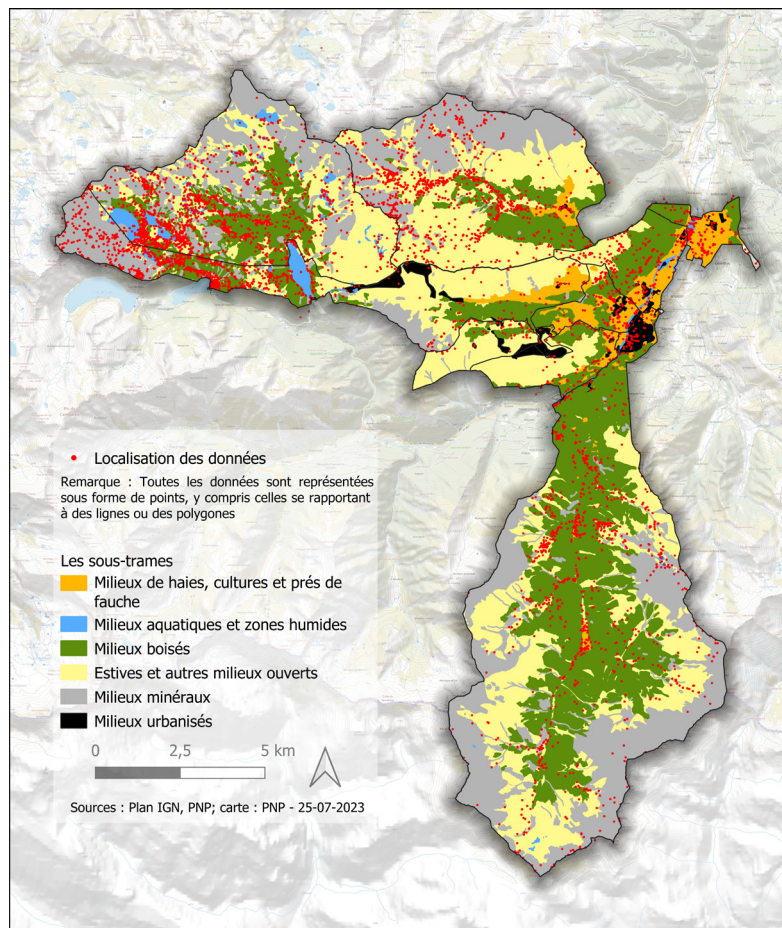 Localisation des données
Remarque : Toutes les données sont représentées
sous forme de points, y compris celles se rapportant
à des lignes ou des polygones
Les sous-trames
Milieux de haies, cultures et prés de
fauche
Milieux aquatiques et zones humides
Milieux boisés
Estives et autres milieux ouverts
Milieux minéraux
Milieux urbanisés
0 2,5 5 km
Sources : Plan IGN, PNP; carte : PNP - 25-07-2023